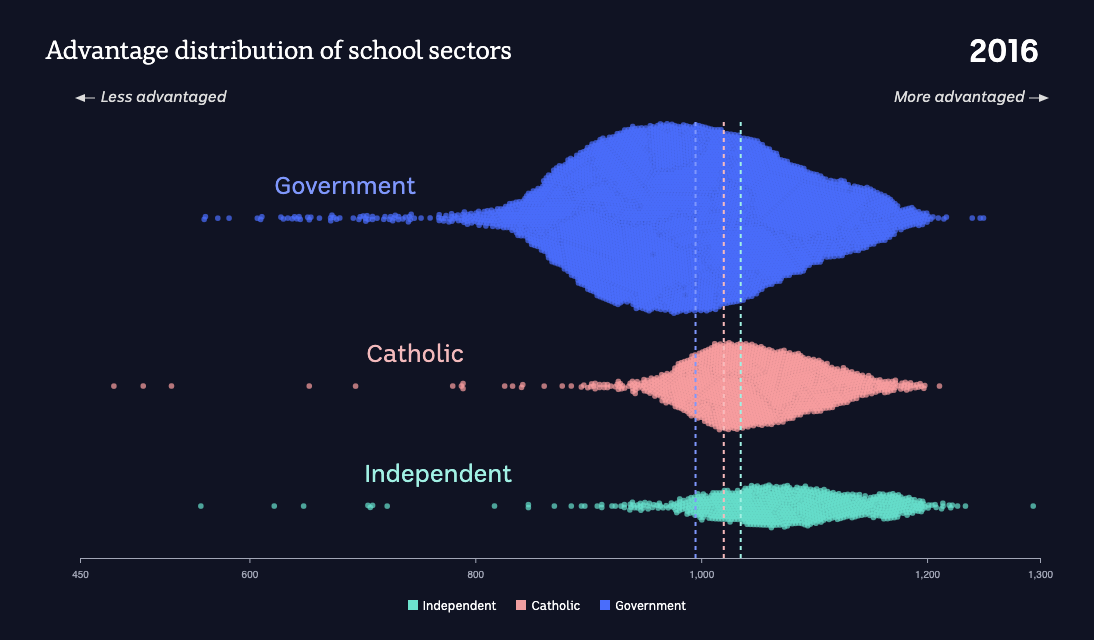 Advantage distribution of school sectors
2016
Less advantaged
More advantaged
Government
Catholic
Independent
450 600 800 1,000 1,200 1,300
Independent Catholic Government